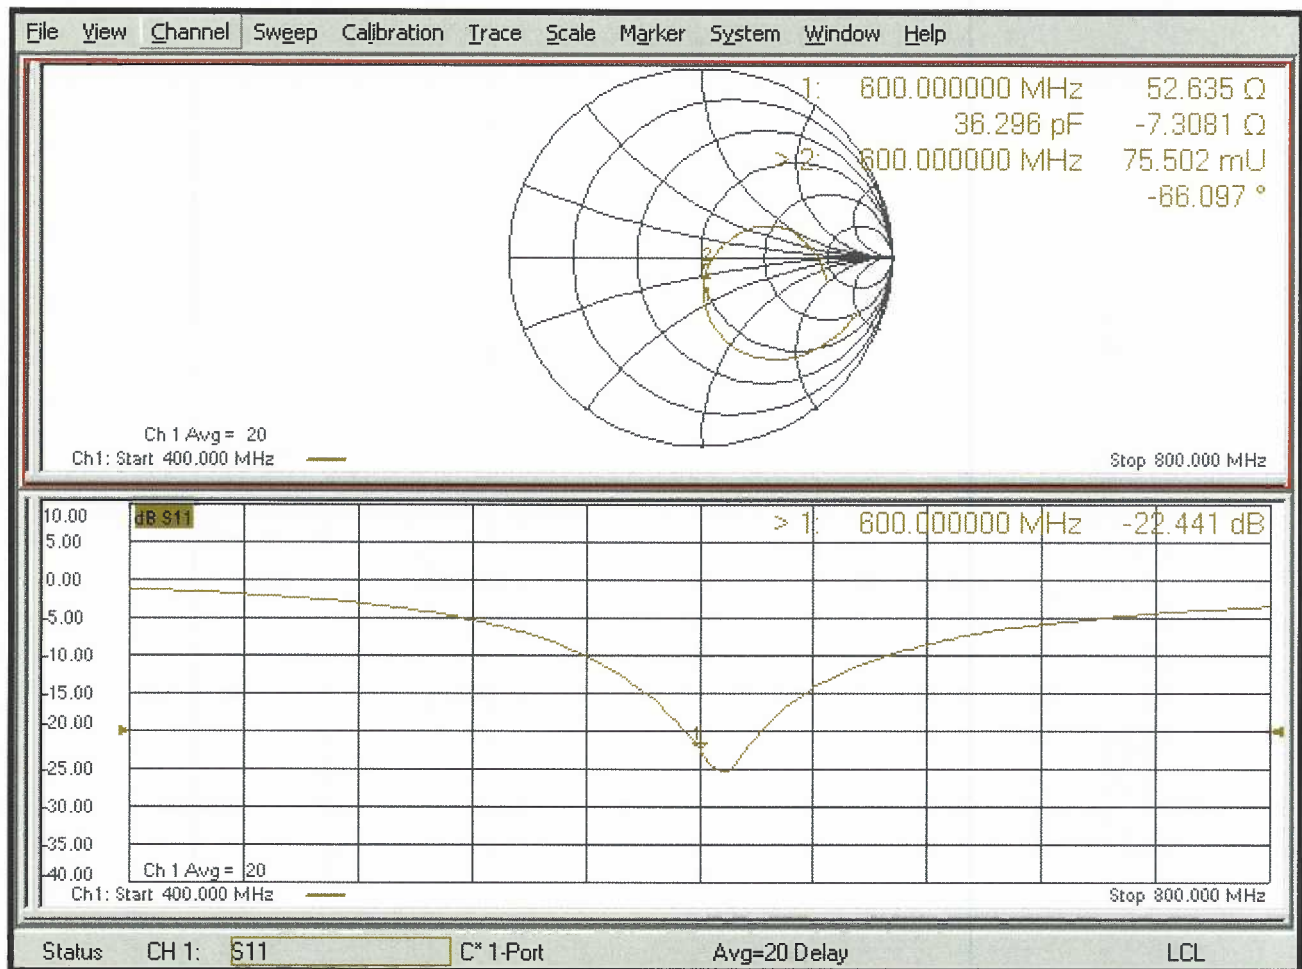 File View Channel Sweep Calibration Trace Scale Marker System Window Help
1: 600.000000 MHz 52.635 Ω
36.296 pF -7.3081 Ω
> 2: 600.000000 MHz 75.502 mU
-66.097 °
2
Ch 1 Avg = 20
Ch1: Start 400.000 MHz
Stop 800.000 MHz
10.00
dB S11
> 1: 600.000000 MHz -22.441 dB
5.00
0.00
-5.00
-10.00
-15.00
-20.00
1
-25.00
-30.00
-35.00
-40.00
Ch 1 Avg = 20
Ch1: Start 400.000 MHz
Stop 800.000 MHz
Status CH 1: S11 C* 1-Port Avg=20 Delay LCL